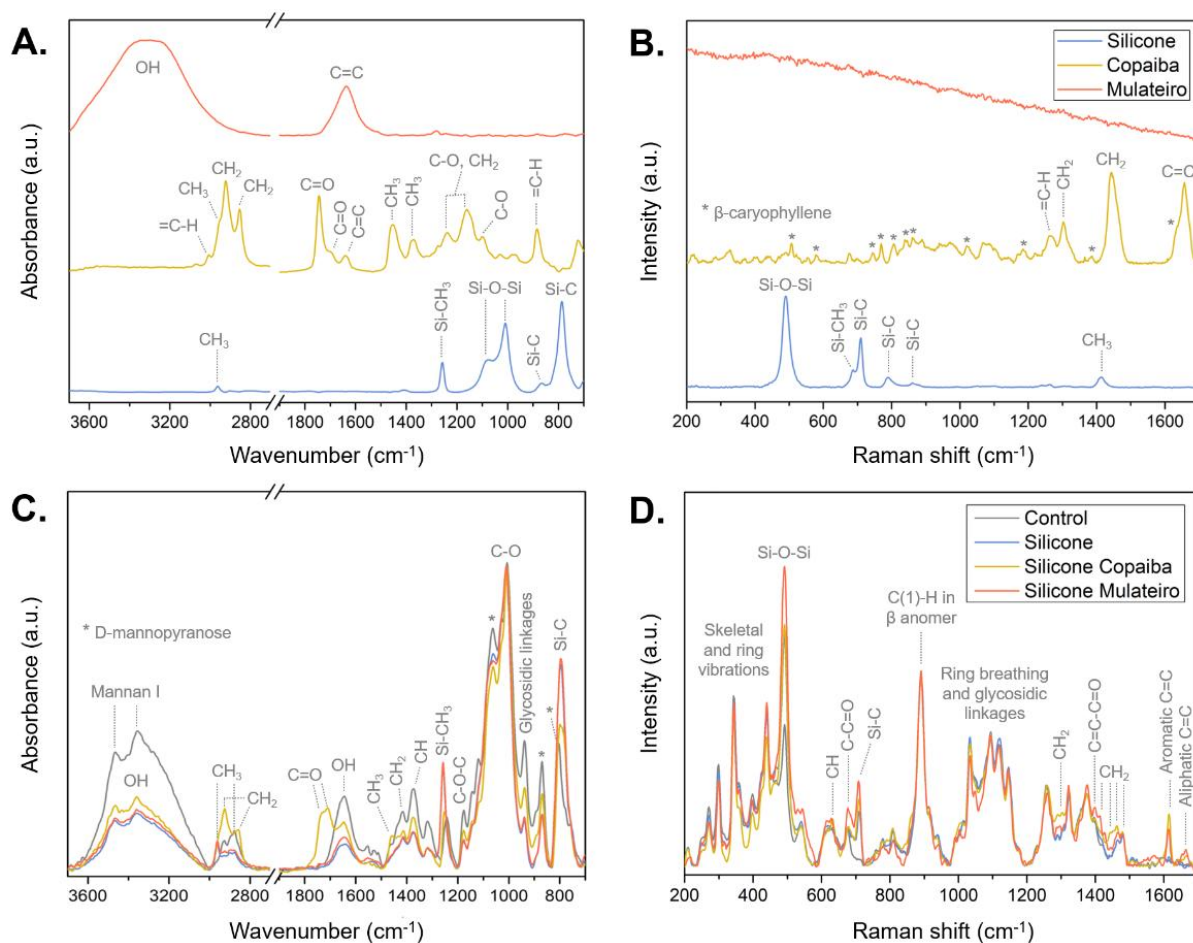 A.
OH
C=C
C=O
C=O
C=C
CH₃
CH₃
C-O, CH₂
C-O
=C-H
=C-H
CH₃
CH₂
CH₂
CH₃
Si-CH₃
Si-O-Si
Si-C
Si-C
Absorbance (a.u.)
3600 3200 2800 1800 1600 1400 1200 1000 800
Wavenumber (cm⁻¹)
B.
Silicone
Copaiba
Mulateiro
* β-caryophyllene
* * * * * * * * * * *
=C-H
CH₂
CH₂
C=C
Si-O-Si
Si-CH₃
Si-C
Si-C
Si-C
CH₃
Intensity (a.u.)
200 400 600 800 1000 1200 1400 1600
Raman shift (cm⁻¹)
C.
* D-mannopyranose
Mannan I
OH
CH₃
CH₂
C=O
OH
CH₃
CH₂
CH
Si-CH₃
C-O-C
*
C-O
Glycosidic linkages
*
*
Si-C
Absorbance (a.u.)
3600 3200 2800 1800 1600 1400 1200 1000 800
Wavenumber (cm⁻¹)
D.
Control
Silicone
Silicone Copaiba
Silicone Mulateiro
Skeletal
and ring
vibrations
Si-O-Si
CH
C-C=O
Si-C
C(1)-H in
β anomer
Ring breathing
and glycosidic
linkages
CH₂
C=C-C=O
CH₂
Aromatic C=C
Aliphatic C=C
Intensity (a.u.)
200 400 600 800 1000 1200 1400 1600
Raman shift (cm⁻¹)